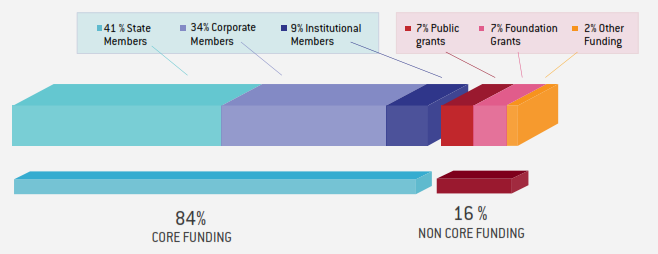 41 % State Members
34% Corporate Members
9% Institutional Members
7% Public grants
7% Foundation Grants
2% Other Funding
84%
CORE FUNDING
16 %
NON CORE FUNDING